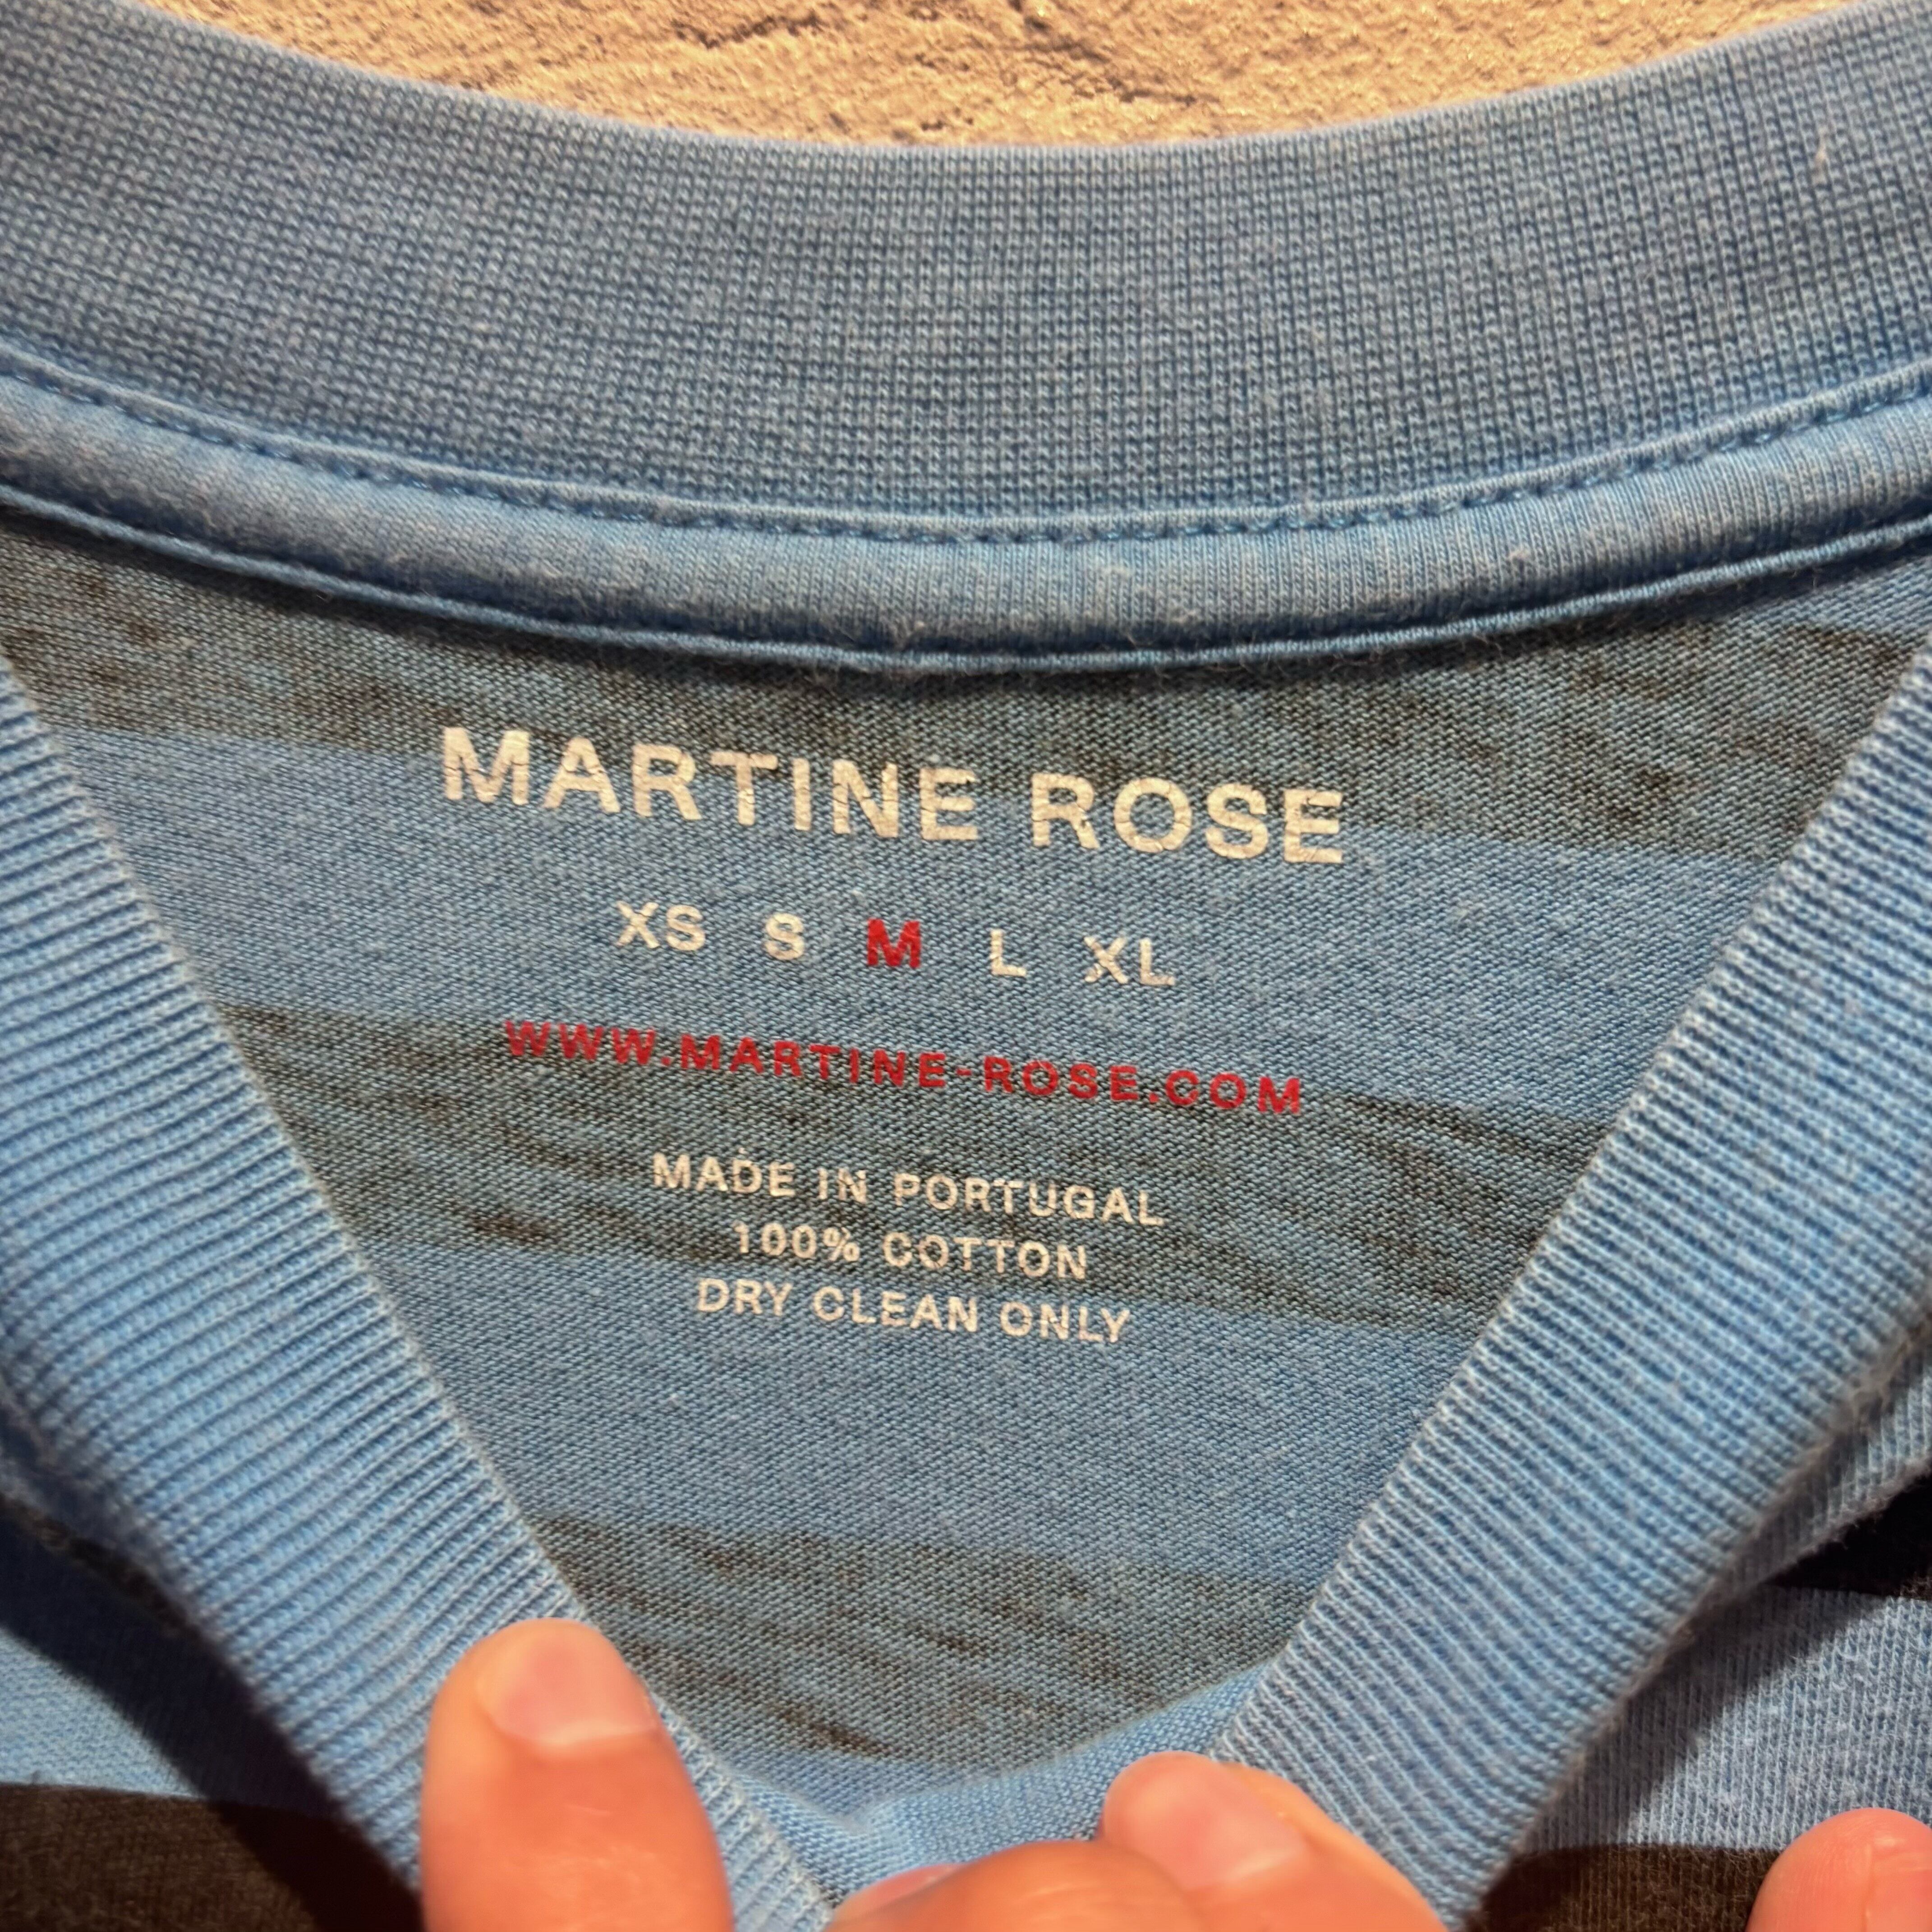 MARTINE ROSE
XS S M L XL
WWW.MARTINE-ROSE.COM
MADE IN PORTUGAL
100% COTTON
DRY CLEAN ONLY